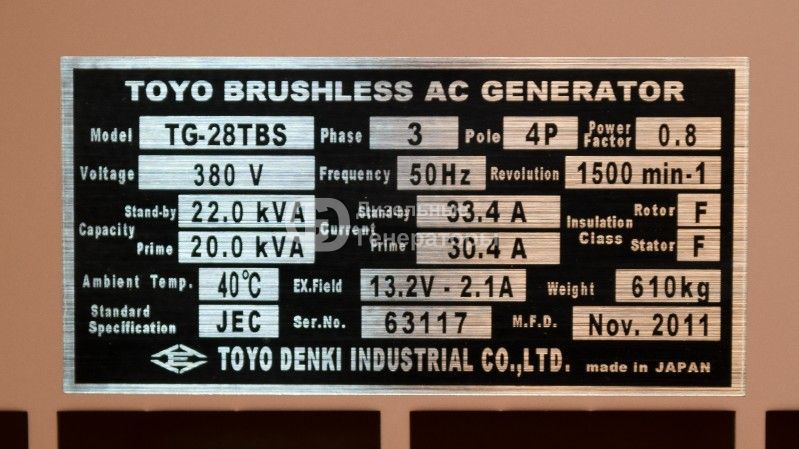 TOYO BRUSHLESS AC GENERATOR
Model TG-28TBS Phase 3 Pole 4P Power Factor 0.8
Voltage 380 V Frequency 50Hz Revolution 1500 min-1
Capacity Stand-by 22.0 kVA Current Stand-by 33.4 A Insulation Class Rotor F
Prime 20.0 kVA Prime 30.4 A Stator F
Дизельные
Генераторы
Ambient Temp. 40℃ EX.Field 13.2V - 2.1A Weight 610kg
Standard Specification JEC Ser.No. 63117 M.F.D. Nov. 2011
TOYO DENKI INDUSTRIAL CO.,LTD. made in JAPAN